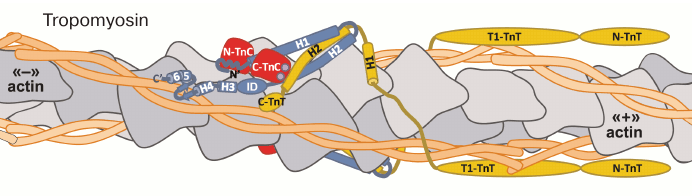 Tropomyosin
T1-TnT
N-TnT
N-TnC
H1
H2
H2
H1
C-TnC
«–»
actin
C'
6
5
N'
H4
H3
ID
C-TnT
«+»
actin
T1-TnT
N-TnT